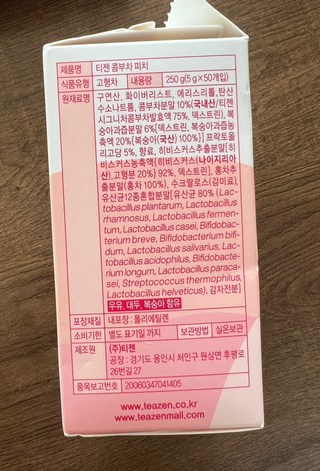 제품명 티젠 콤부차 피치
식품유형 고형차 내용량 250 g(5 g×50개입)
원재료명 구연산, 화이버리스트, 에리스리톨, 탄산
수소나트륨, 콤부차분말 10%(국내산/티젠
시그니처콤부차발효액 75%, 덱스트린), 복
숭아과즙분말 6%[덱스트린, 복숭아과즙농
축액 20%{복숭아(국산) 100%}] 프락토올
리고당 5%, 향료, 히비스커스추출분말[히
비스커스농축액{히비스커스(나이지리아
산),고형분 20%} 92%, 덱스트린], 홍차추
출분말(홍차 100%), 수크랄로스(감미료),
유산균12종혼합분말[유산균 80% (Lac-
tobacillus plantarum, Lactobacillus
rhamnosus, Lactobacillus fermen-
tum, Lactobacillus casei, Bifidobac-
terium breve, Bifidobacterium bifi-
dum, Lactobacillus salivarius, Lac-
tobacillus acidophilus, Bifidobacte-
rium longum, Lactobacillus paraca-
sei, Streptococcus thermophilus,
Lactobacillus helveticus), 감자전분]
우유, 대두, 복숭아 함유
포장재질 내포장 : 폴리에틸렌
소비기한 별도 표기일 까지 보관방법 실온보관
제조원 (주)티젠
공장 : 경기도 용인시 처인구 원삼면 후평로
26번길 27
품목보고번호 20060347041405
www.teazen.co.kr
www.teazenmall.com